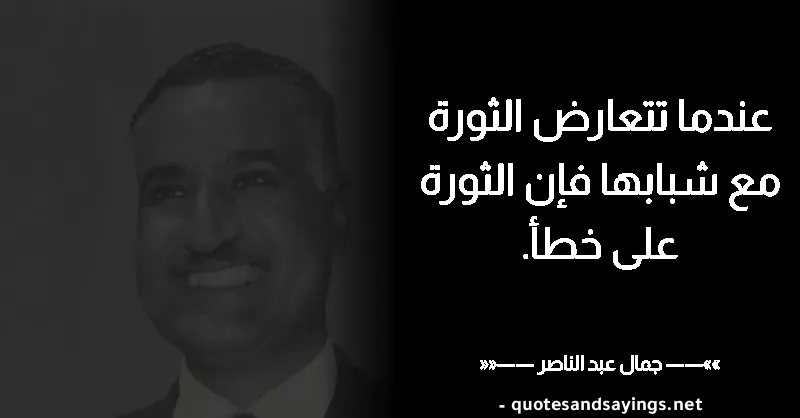 عندما تتعارض الثورة
مع شبابها فإن الثورة
على خطأ.
»»——— جمال عبد الناصر ———««
- quotesandsayings.net